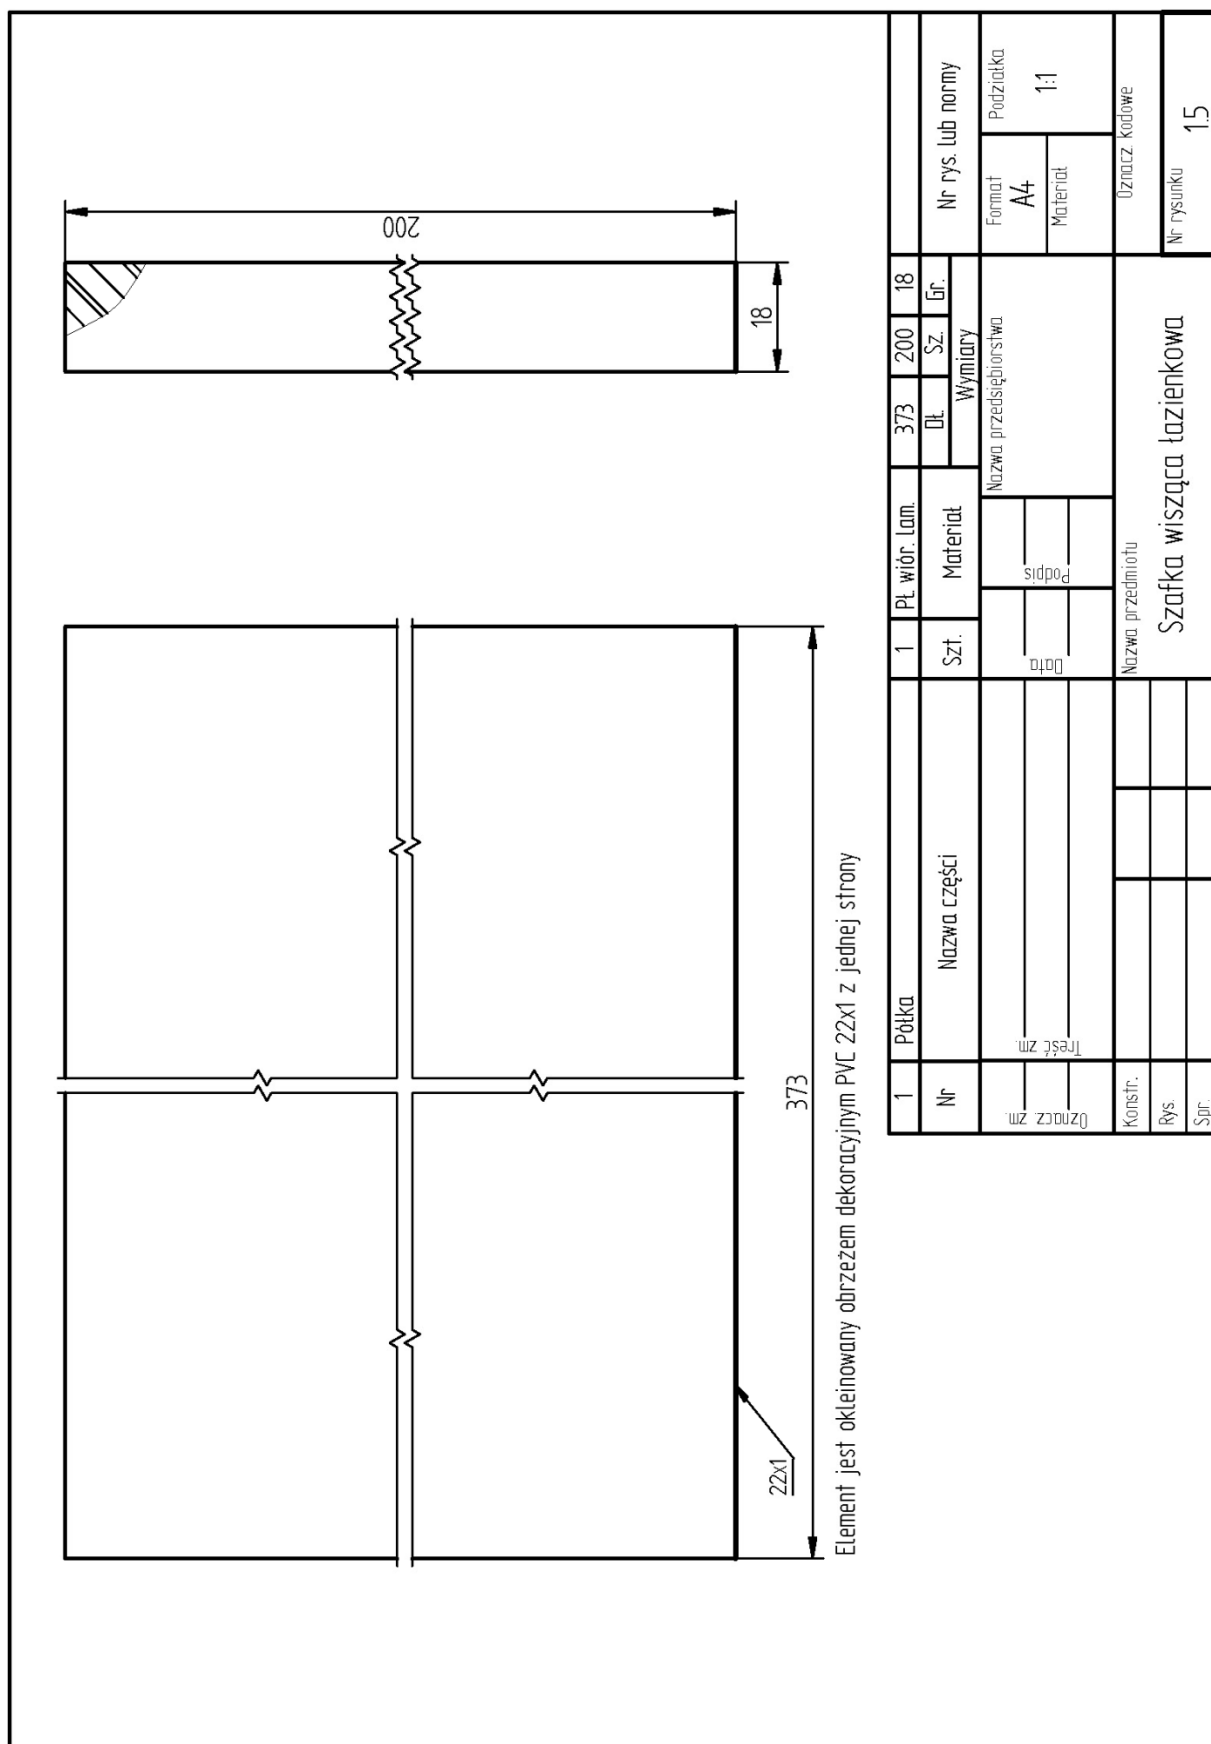 200
18
373
22x1
Element jest okleinowany obrzeżem dekoracyjnym PVC 22x1 z jednej strony
1 Półka 1 Pł. wiór. lam. 373 200 18
Nr Nazwa części Szt. Materiał Dł. Sz. Gr. Nr rys. lub normy
Wymiary
Oznacz zm. Treść zm. Data Podpis
Nazwa przedsiębiorstwa
Format
A4
Podziałka
1:1
Materiał
Konstr.
Rys.
Spr.
Nazwa przedmiotu
Szafka wisząca łazienkowa
Oznacz. kodowe
Nr rysunku
1.5